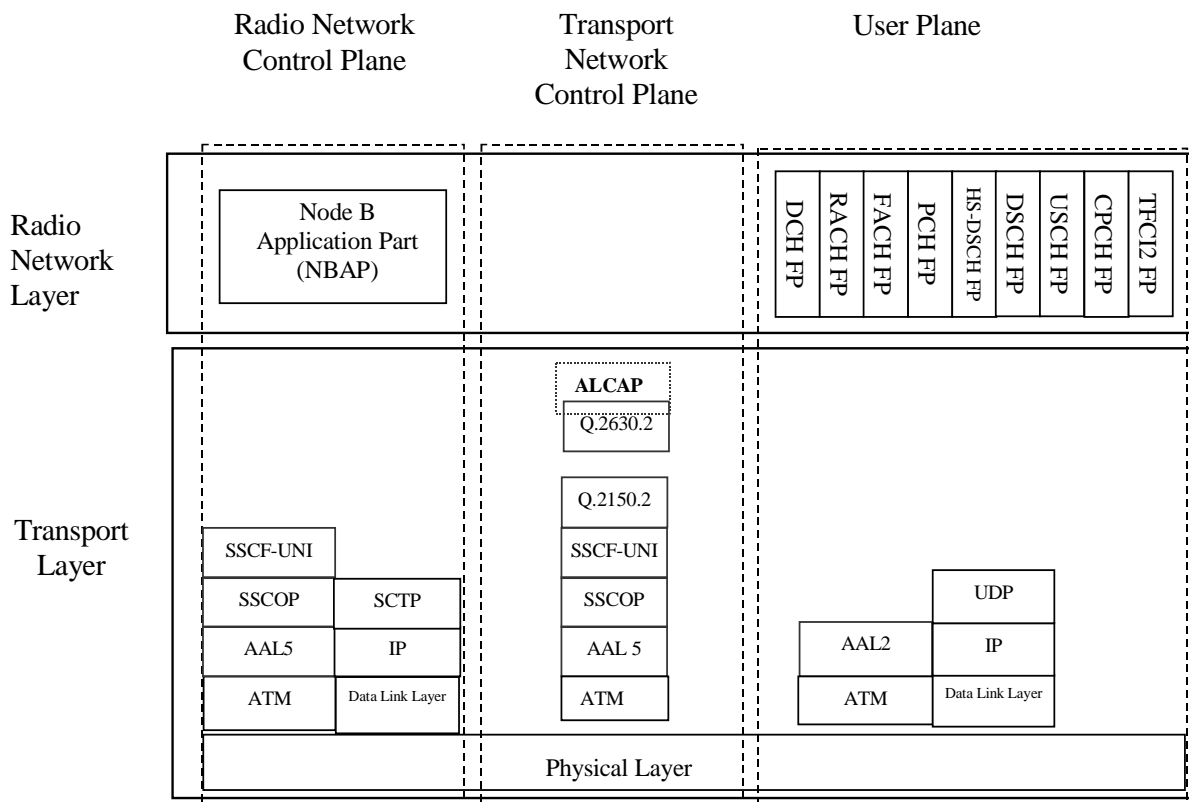 Radio Network
Control Plane
Transport
Network
Control Plane
User Plane
Radio
Network
Layer
Node B
Application Part
(NBAP)
DCH FP
RACH FP
FACH FP
PCH FP
HS-DSCH FP
DSCH FP
USCH FP
CPCH FP
TFCI2 FP
Transport
Layer
ALCAP
Q.2630.2
Q.2150.2
SSCF-UNI
SSCF-UNI
UDP
SSCOP
SCTP
SSCOP
AAL5
IP
AAL 5
AAL2
IP
ATM
Data Link Layer
ATM
ATM
Data Link Layer
Physical Layer